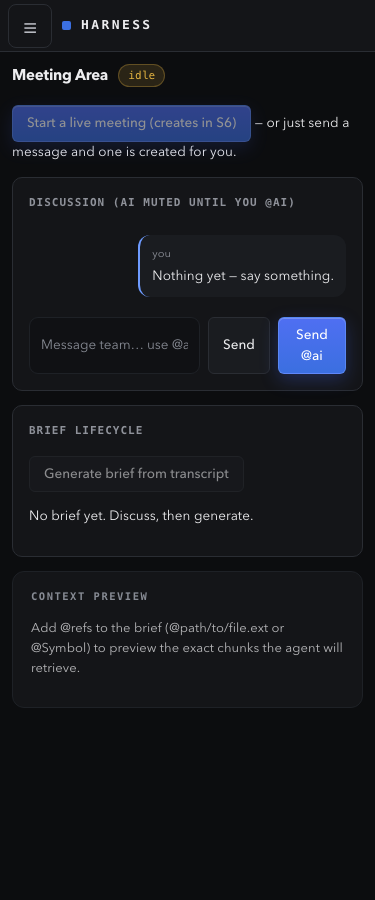 HARNESS
Meeting Area idle
Start a live meeting (creates in S6) — or just send a
message and one is created for you.
DISCUSSION (AI MUTED UNTIL YOU @AI)
you
Nothing yet — say something.
Message team… use @a
Send
Send
@ai
BRIEF LIFECYCLE
Generate brief from transcript
No brief yet. Discuss, then generate.
CONTEXT PREVIEW
Add @refs to the brief (@path/to/file.ext or
@Symbol) to preview the exact chunks the agent will
retrieve.